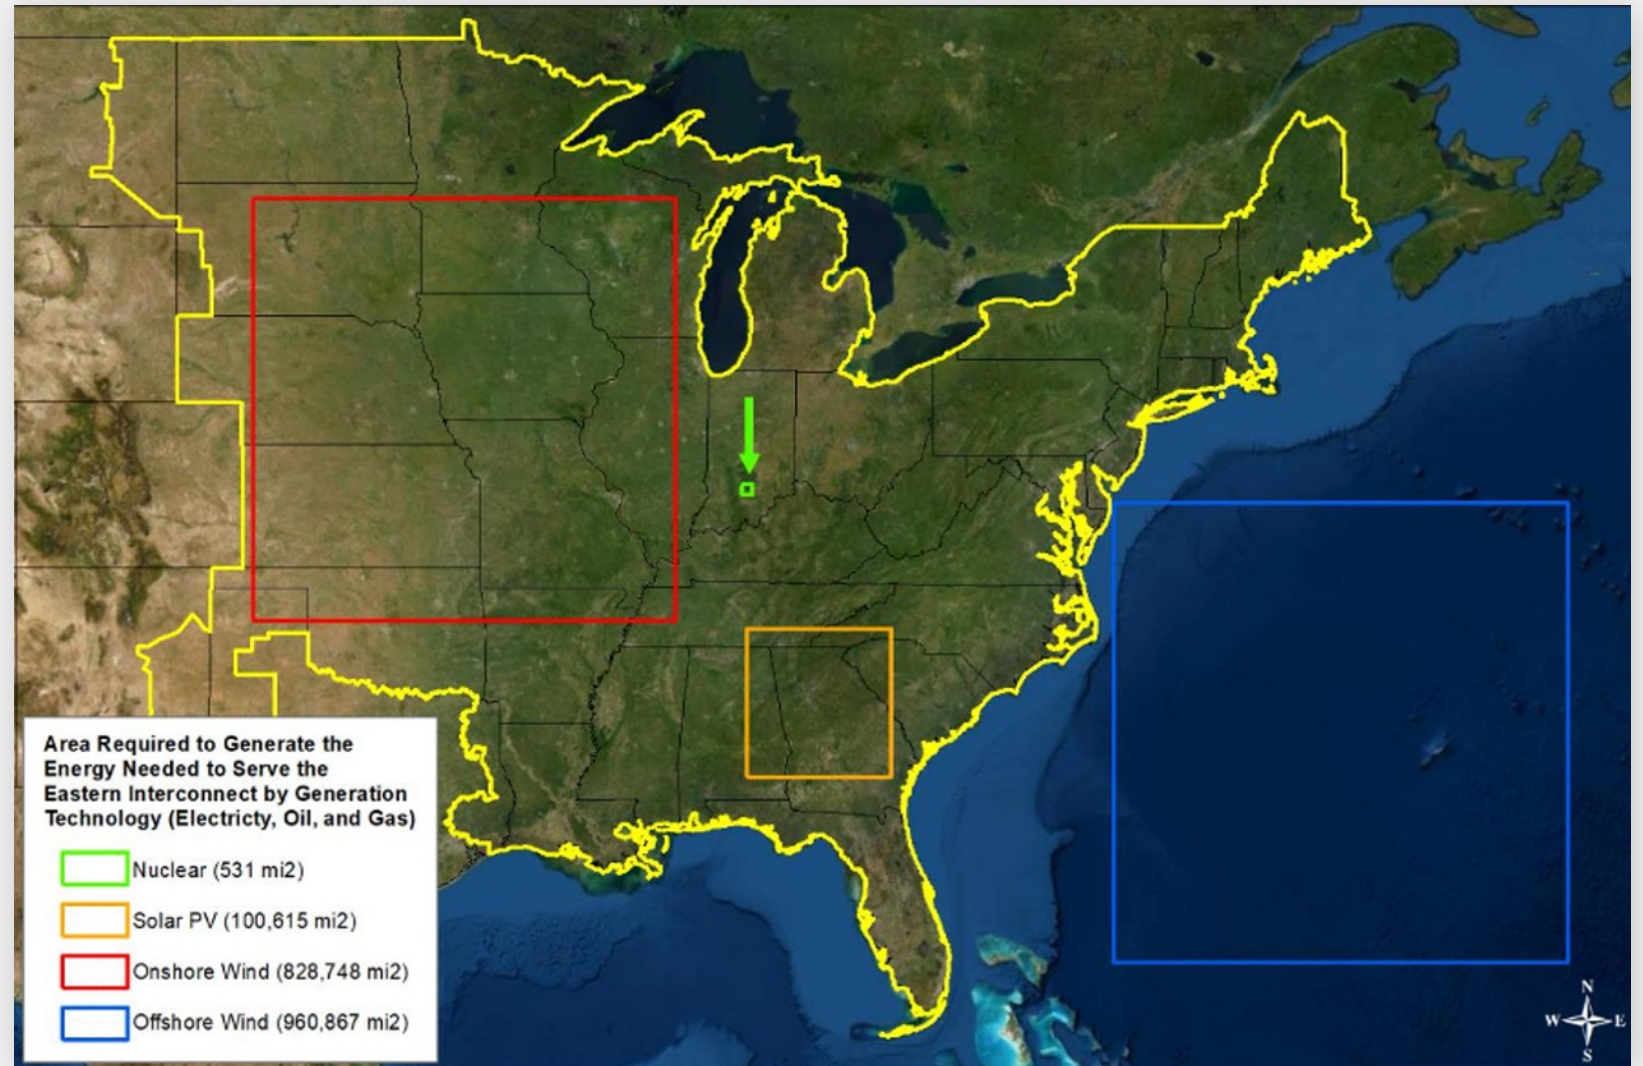 Area Required to Generate the
Energy Needed to Serve the
Eastern Interconnect by Generation
Technology (Electricty, Oil, and Gas)
Nuclear (531 mi2)
Solar PV (100,615 mi2)
Onshore Wind (828,748 mi2)
Offshore Wind (960,867 mi2)
N
W E
S